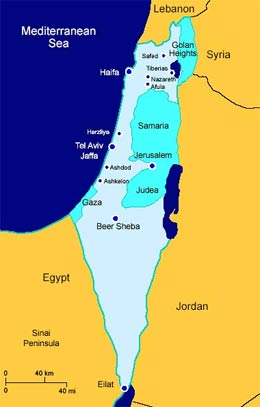 Lebanon
Mediterranean
Sea
Golan
Heights
Syria
Safed
Tiberias
Haifa
Nazareth
Afula
Samaria
Herzliya
Tel Aviv
Jaffa
Jerusalem
Ashdod
Ashkelon
Judea
Gaza
Beer Sheba
Egypt
Jordan
Sinai
Peninsula
0 40 km
0 40 mi
Eilat